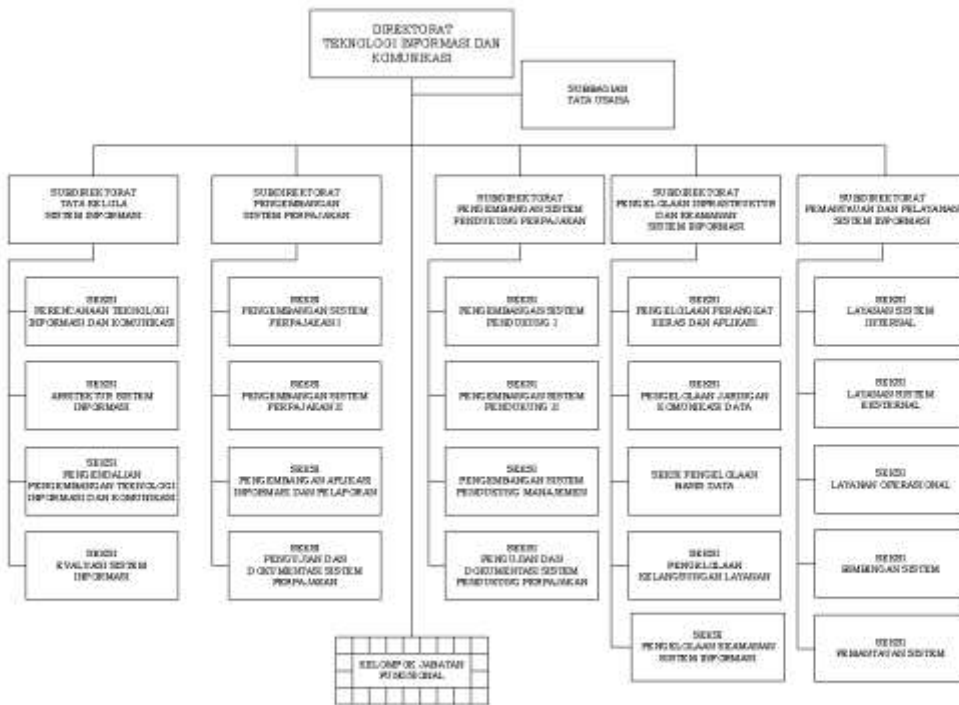 DIREKTORAT
TEKNOLOGI INFORMASI DAN
KOMUNIKASI
SUBBAGIAN
TATA USAHA
SUBDIREKTORAT
TATA KELOLA
SISTEM INFORMASI
SUBDIREKTORAT
PENGEMBANGAN
SISTEM PERPAJAKAN
SUBDIREKTORAT
PENGEMBANGAN SISTEM
PENDUKUNG PERPAJAKAN
SUBDIREKTORAT
PENGELOLAAN INFRASTRUKTUR
DAN KEAMANAN
SISTEM INFORMASI
SUBDIREKTORAT
PEMANTAUAN DAN PELAYANAN
SISTEM INFORMASI
SEKSI
PERENCANAAN TEKNOLOGI
INFORMASI DAN KOMUNIKASI
SEKSI
PENGEMBANGAN SISTEM
PERPAJAKAN I
SEKSI
PENGEMBANGAN SISTEM
PENDUKUNG I
SEKSI
PENGELOLAAN PERANGKAT
KERAS DAN APLIKASI
SEKSI
LAYANAN SISTEM
INTERNAL
SEKSI
ARSITEKTUR SISTEM
INFORMASI
SEKSI
PENGEMBANGAN SISTEM
PERPAJAKAN II
SEKSI
PENGEMBANGAN SISTEM
PENDUKUNG II
SEKSI
PENGELOLAAN JARINGAN
KOMUNIKASI DATA
SEKSI
LAYANAN SISTEM
EKSTERNAL
SEKSI
PENGENDALIAN
PENGEMBANGAN TEKNOLOGI
INFORMASI DAN KOMUNIKASI
SEKSI
PENGEMBANGAN APLIKASI
INFORMASI DAN PELAPORAN
SEKSI
PENGEMBANGAN SISTEM
PENDUKUNG MANAJEMEN
SEKSI PENGELOLAAN
BASIS DATA
SEKSI
LAYANAN OPERASIONAL
SEKSI
EVALUASI SISTEM
INFORMASI
SEKSI
PENGUJIAN DAN
DOKUMENTASI SISTEM
PERPAJAKAN
SEKSI
PENGUJIAN DAN
DOKUMENTASI SISTEM
PENDUKUNG PERPAJAKAN
SEKSI
PENGELOLAAN
KELANGSUNGAN LAYANAN
SEKSI
BIMBINGAN SISTEM
SEKSI
PENGELOLAAN KEAMANAN
SISTEM INFORMASI
SEKSI
PEMANTAUAN SISTEM
KELOMPOK JABATAN
FUNGSIONAL